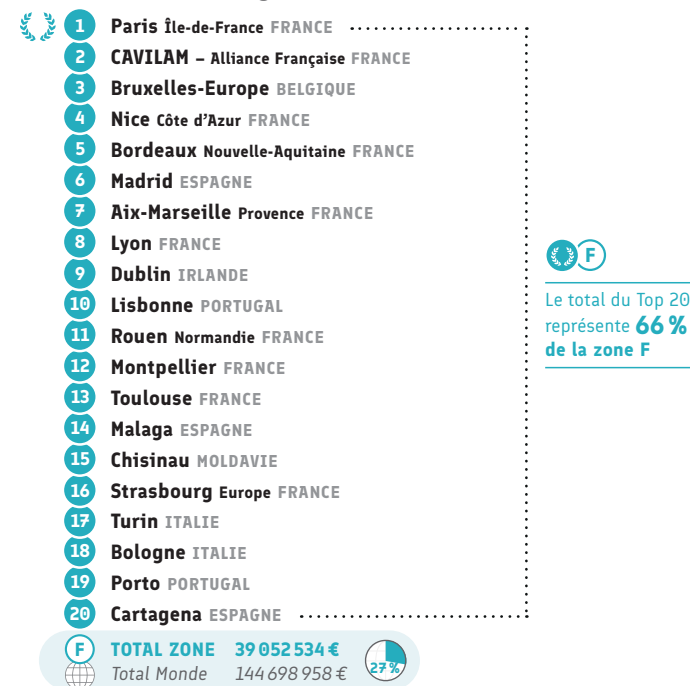 1 Paris Île-de-France FRANCE
2 CAVILAM – Alliance Française FRANCE
3 Bruxelles-Europe BELGIQUE
4 Nice Côte d’Azur FRANCE
5 Bordeaux Nouvelle-Aquitaine FRANCE
6 Madrid ESPAGNE
7 Aix-Marseille Provence FRANCE
8 Lyon FRANCE
9 Dublin IRLANDE
10 Lisbonne PORTUGAL
11 Rouen Normandie FRANCE
12 Montpellier FRANCE
13 Toulouse FRANCE
14 Malaga ESPAGNE
15 Chisinau MOLDAVIE
16 Strasbourg Europe FRANCE
17 Turin ITALIE
18 Bologne ITALIE
19 Porto PORTUGAL
20 Cartagena ESPAGNE
F
Le total du Top 20
représente 66 %
de la zone F
F TOTAL ZONE 39 052 534 €
Total Monde 144 698 958 €
27 %